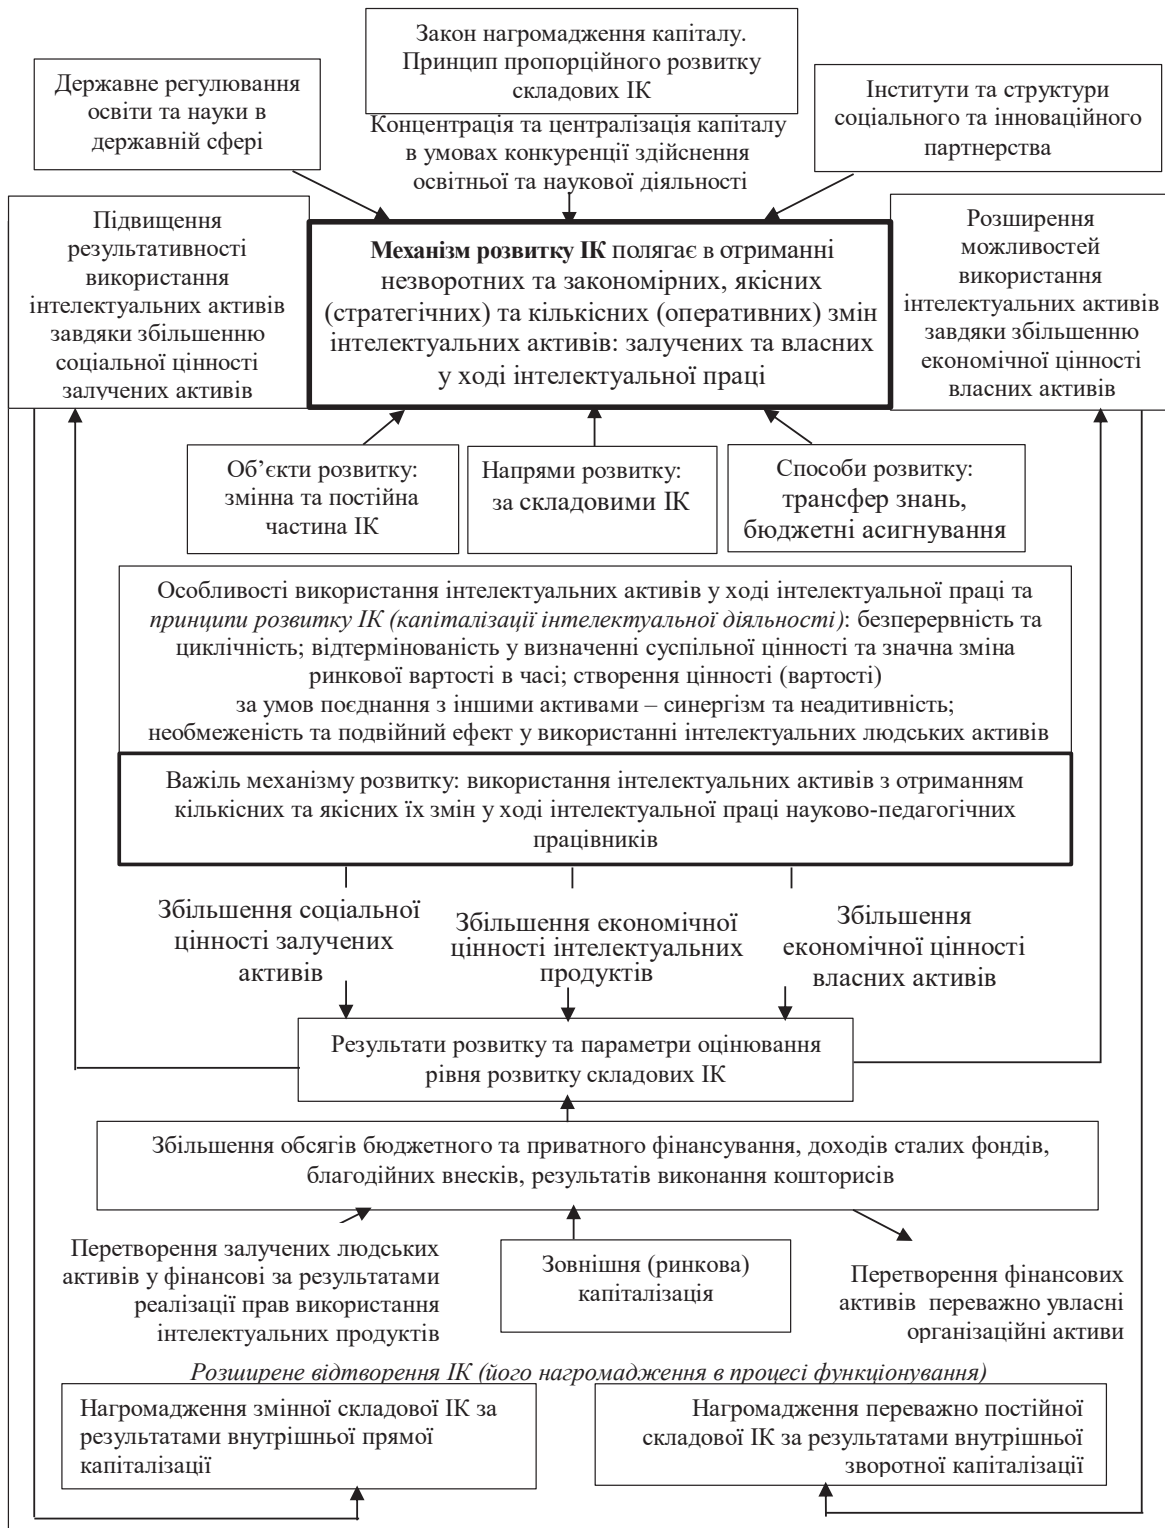 Закон нагромадження капіталу.
Принцип пропорційного розвитку
складових ІК
Державне регулювання
освіти та науки в
державній сфері
Інститути та структури
соціального та інноваційного
партнерства
Концентрація та централізація капіталу
в умовах конкуренції здійснення
освітньої та наукової діяльності
Підвищення
результативності
використання
інтелектуальних активів
завдяки збільшенню
соціальної цінності
залучених активів
Механізм розвитку ІК полягає в отриманні
незворотних та закономірних, якісних
(стратегічних) та кількісних (оперативних) змін
інтелектуальних активів: залучених та власних
у ході інтелектуальної праці
Розширення
можливостей
використання
інтелектуальних активів
завдяки збільшенню
економічної цінності
власних активів
Об’єкти розвитку:
змінна та постійна
частина ІК
Напрями розвитку:
за складовими ІК
Способи розвитку:
трансфер знань,
бюджетні асигнування
Особливості використання інтелектуальних активів у ході інтелектуальної праці та
принципи розвитку ІК (капіталізації інтелектуальної діяльності): безперервність та
циклічність; відтермінованість у визначенні суспільної цінності та значна зміна
ринкової вартості в часі; створення цінності (вартості)
за умов поєднання з іншими активами – синергізм та неадитивність;
необмеженість та подвійний ефект у використанні інтелектуальних людських активів
Важіль механізму розвитку: використання інтелектуальних активів з отриманням
кількісних та якісних їх змін у ході інтелектуальної праці науково-педагогічних
працівників
Збільшення соціальної
цінності залучених
активів
Збільшення економічної
цінності інтелектуальних
продуктів
Збільшення
економічної цінності
власних активів
Результати розвитку та параметри оцінювання
рівня розвитку складових ІК
Збільшення обсягів бюджетного та приватного фінансування, доходів сталих фондів,
благодійних внесків, результатів виконання кошторисів
Перетворення залучених людських
активів у фінансові за результатами
реалізації прав використання
інтелектуальних продуктів
Зовнішня (ринкова)
капіталізація
Перетворення фінансових
активів переважно увласні
організаційні активи
Розширене відтворення ІК (його нагромадження в процесі функціонування)
Нагромадження змінної складової ІК за
результатами внутрішньої прямої
капіталізації
Нагромадження переважно постійної
складової ІК за результатами внутрішньої
зворотної капіталізації